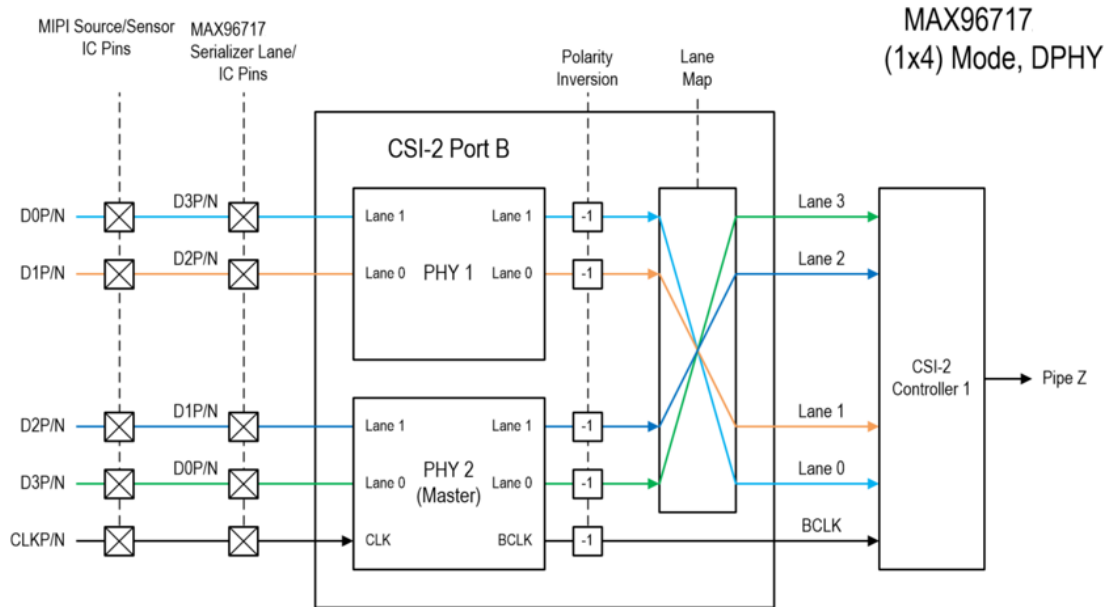 MAX96717
(1x4) Mode, DPHY
MIPI Source/Sensor
IC Pins
MAX96717
Serializer Lane/
IC Pins
Polarity
Inversion
Lane
Map
CSI-2 Port B
D0P/N
D3P/N
Lane 1
Lane 1
-1
Lane 3
D1P/N
D2P/N
Lane 0
PHY 1
Lane 0
-1
Lane 2
CSI-2
Controller 1
Pipe Z
D2P/N
D1P/N
Lane 1
Lane 1
-1
Lane 1
PHY 2
(Master)
D3P/N
D0P/N
Lane 0
Lane 0
-1
Lane 0
CLKP/N
CLK
BCLK
-1
BCLK